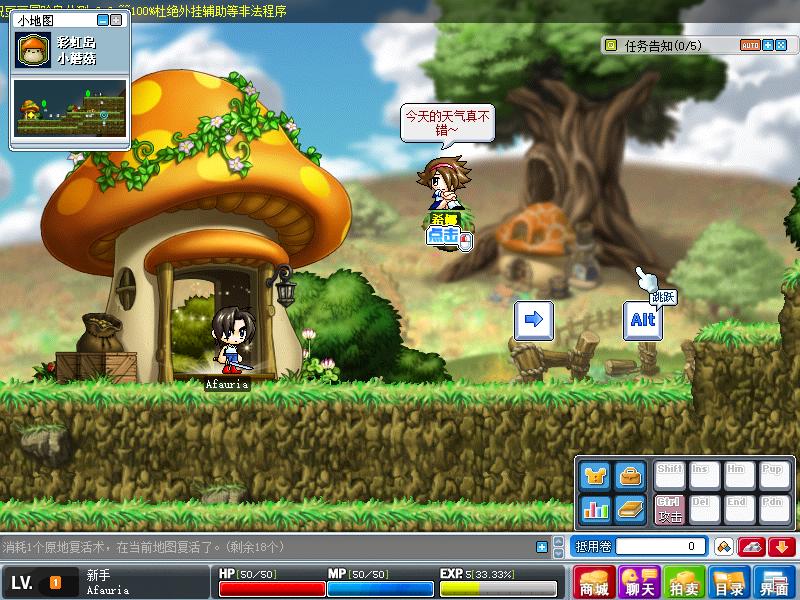 100%杜绝外挂辅助等非法程序
小地图
彩虹岛
小蘑菇
任务告知(0/5)
AUTO
今天的天气真不
错~
希娜
点击
跳跃
Alt
Afauria
Shift
Ins
Hm
Pup
Ctrl
Del
End
Pdn
攻击
消耗1个原地复活术，在当前地图复活了。(剩余18个)
抵用卷
0
LV. 1
新手
Afauria
HP[50/50]
MP[50/50]
EXP. 5[33.33%]
商城
聊天
拍卖
目录
界面